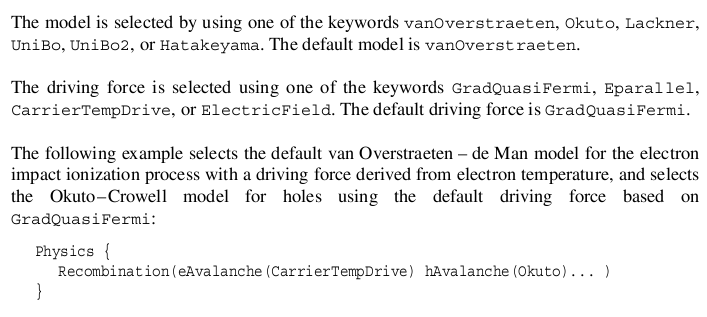 The model is selected by using one of the keywords vanOverstraeten, Okuto, Lackner,
UniBo, UniBo2, or Hatakeyama. The default model is vanOverstraeten.
The driving force is selected using one of the keywords GradQuasiFermi, Eparallel,
CarrierTempDrive, or ElectricField. The default driving force is GradQuasiFermi.
The following example selects the default van Overstraeten – de Man model for the electron
impact ionization process with a driving force derived from electron temperature, and selects
the Okuto–Crowell model for holes using the default driving force based on
GradQuasiFermi:
Physics {
Recombination(eAvalanche(CarrierTempDrive) hAvalanche(Okuto)... )
}